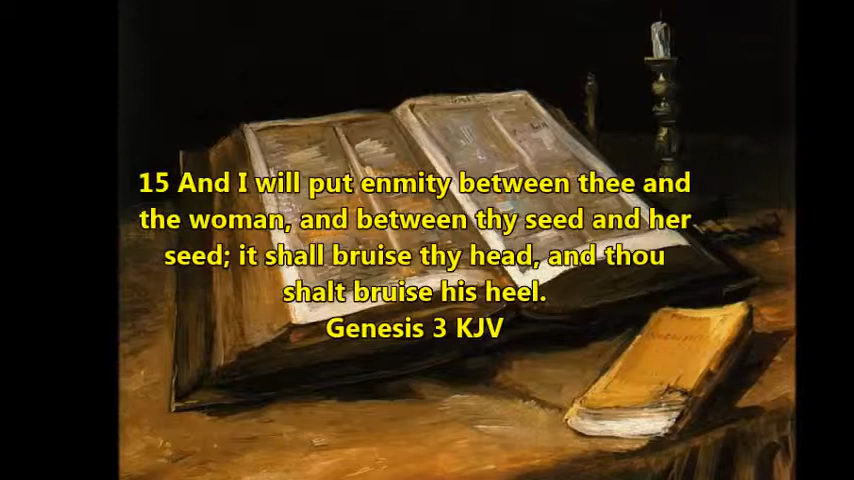 15 And I will put enmity between thee and
the woman, and between thy seed and her
seed; it shall bruise thy head, and thou
shalt bruise his heel.
Genesis 3 KJV